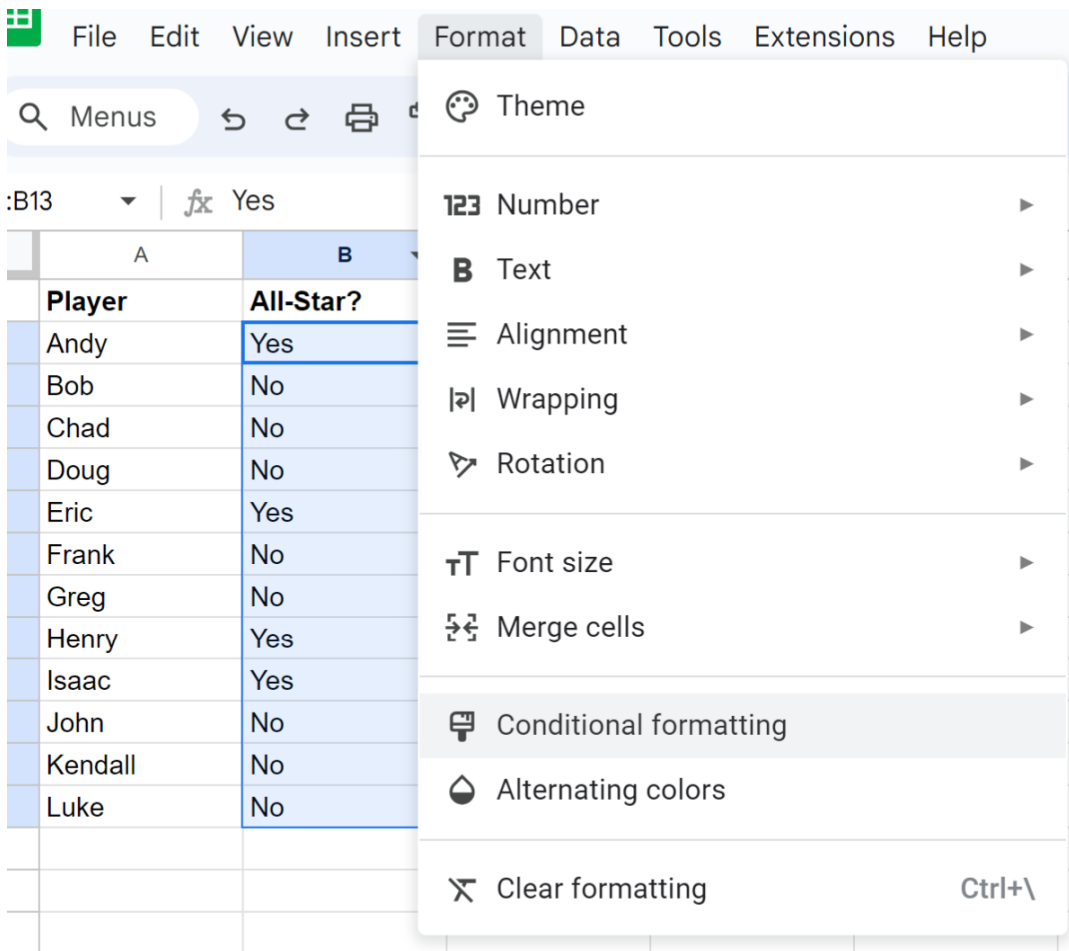 File Edit View Insert Format Data Tools Extensions Help
Menus
:B13 fx Yes
A B
Player All-Star?
Andy Yes
Bob No
Chad No
Doug No
Eric Yes
Frank No
Greg No
Henry Yes
Isaac Yes
John No
Kendall No
Luke No
Theme
123 Number
B Text
Alignment
Wrapping
Rotation
TT Font size
Merge cells
Conditional formatting
Alternating colors
Clear formatting Ctrl+\